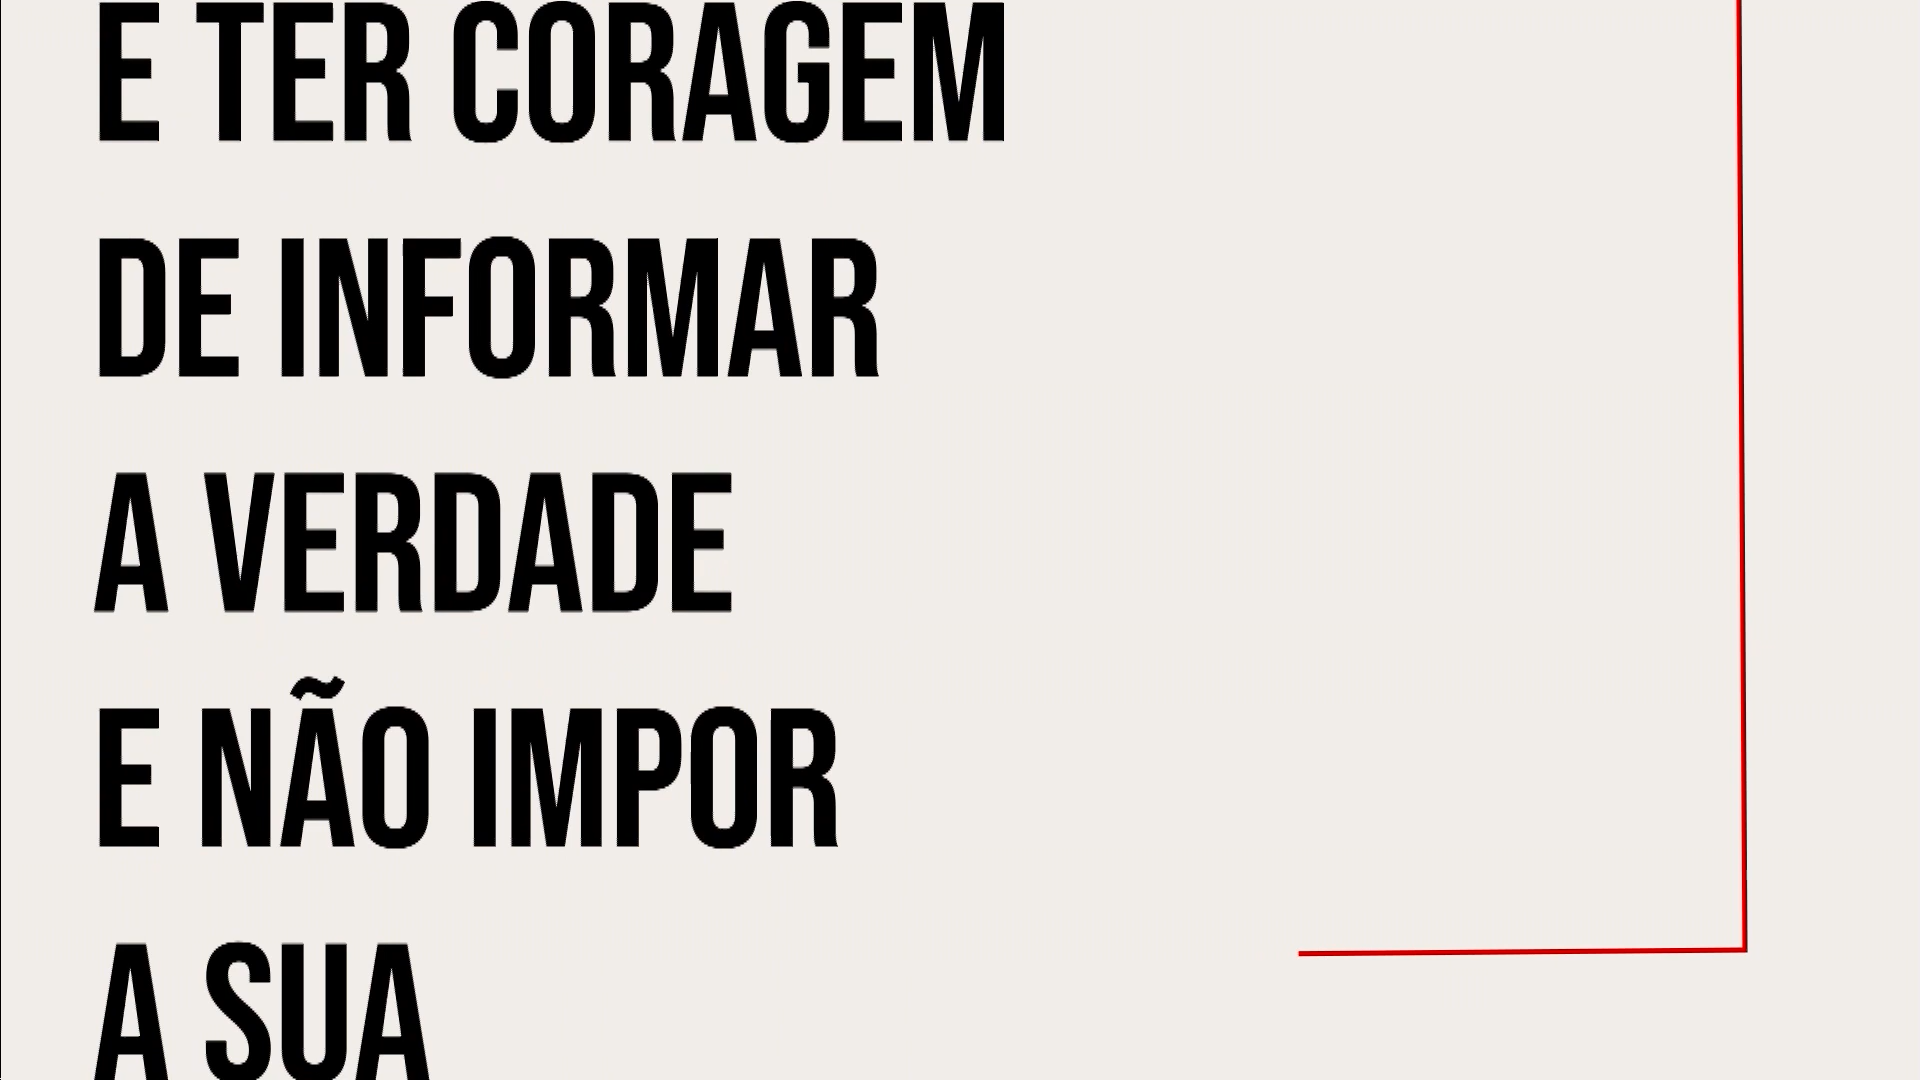 E TER CORAGEM
DE INFORMAR
A VERDADE
E NÃO IMPOR
A SUA